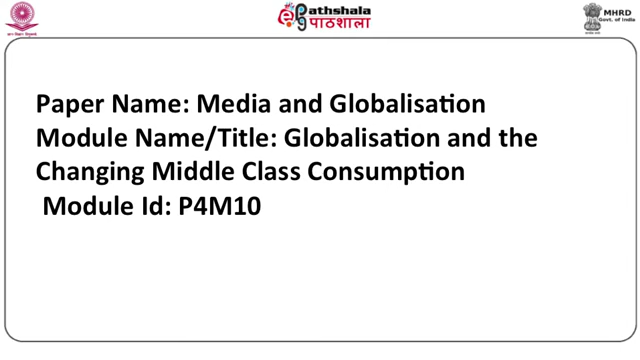 ePathshala
पाठशाला
MHRD
Govt. of India
Paper Name: Media and Globalisation
Module Name/Title: Globalisation and the
Changing Middle Class Consumption
Module Id: P4M10